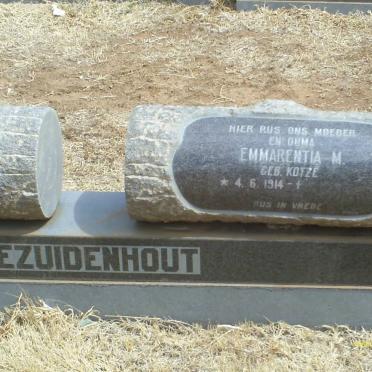 HIER RUS ONS MOEDER
EN OUMA
EMMARENTIA M.
GEB. KOTZE
* 4.6.1914 - †
RUS IN VREDE
EZUIDENHOUT